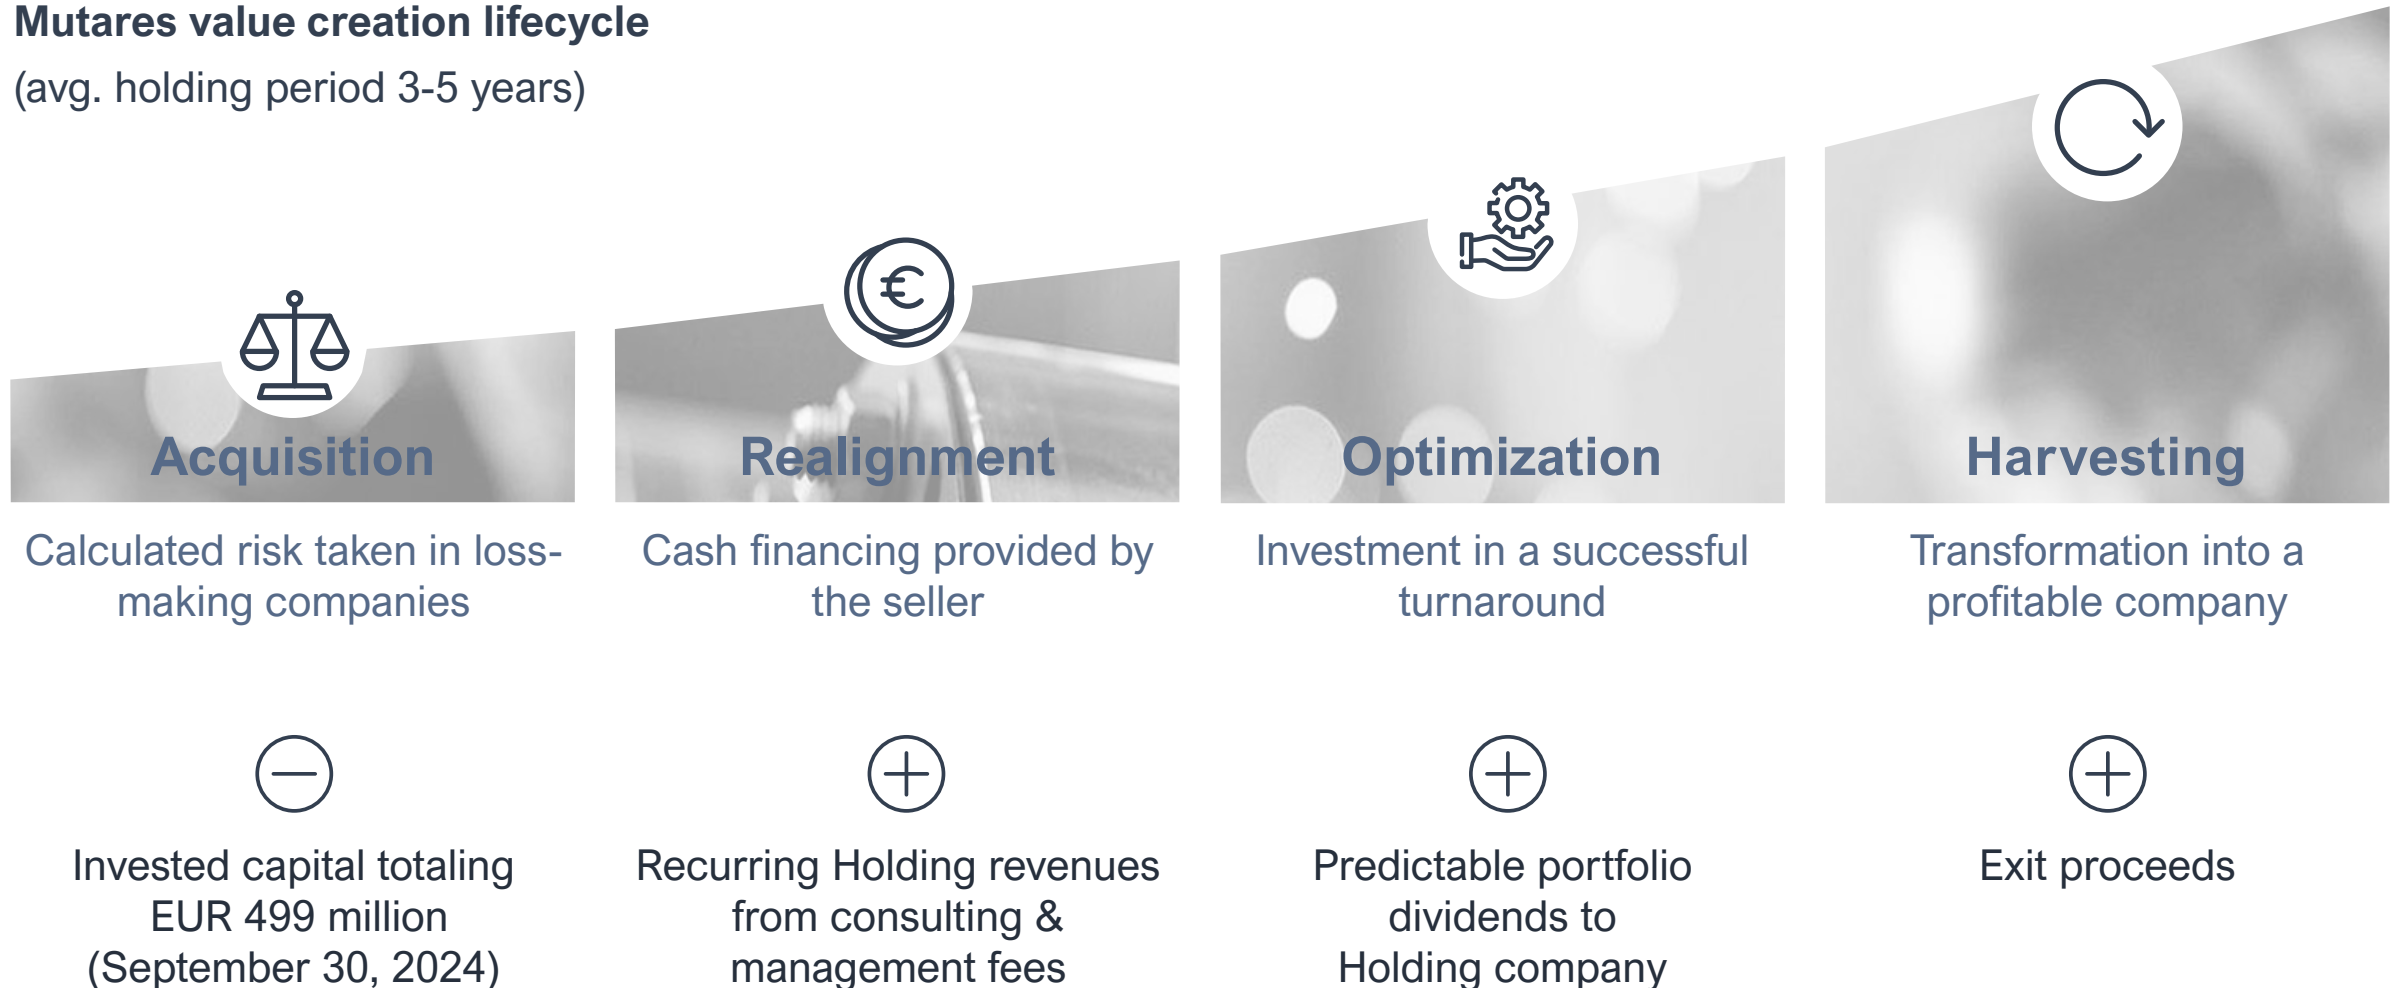 Mutares value creation lifecycle
(avg. holding period 3-5 years)
€
Acquisition
Calculated risk taken in loss-
making companies
Invested capital totaling
EUR 499 million
(September 30, 2024)
Realignment
Cash financing provided by
the seller
Recurring Holding revenues
from consulting &
management fees
Optimization
Investment in a successful
turnaround
Predictable portfolio
dividends to
Holding company
Harvesting
Transformation into a
profitable company
Exit proceeds